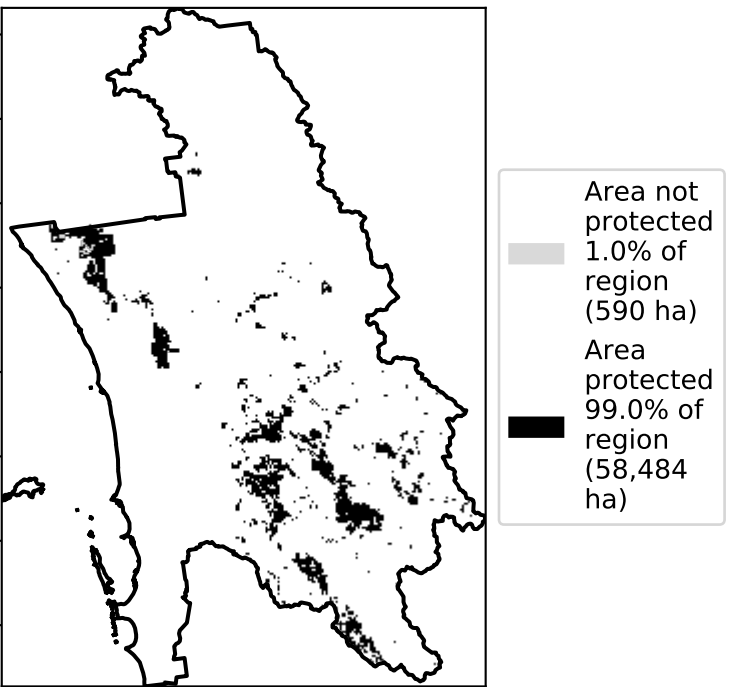 Area not
protected
1.0% of
region
(590 ha)
Area
protected
99.0% of
region
(58,484
ha)